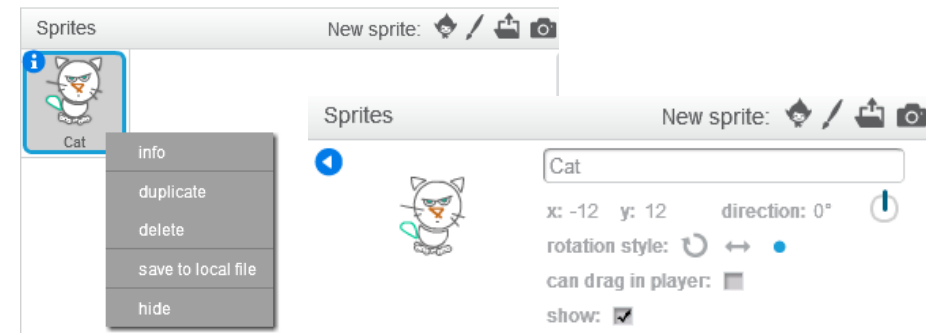 Sprites New sprite:
Cat
info
duplicate
delete
save to local file
hide
Sprites New sprite:
Cat
x: -12 y: 12 direction: 0°
rotation style:
can drag in player:
show: